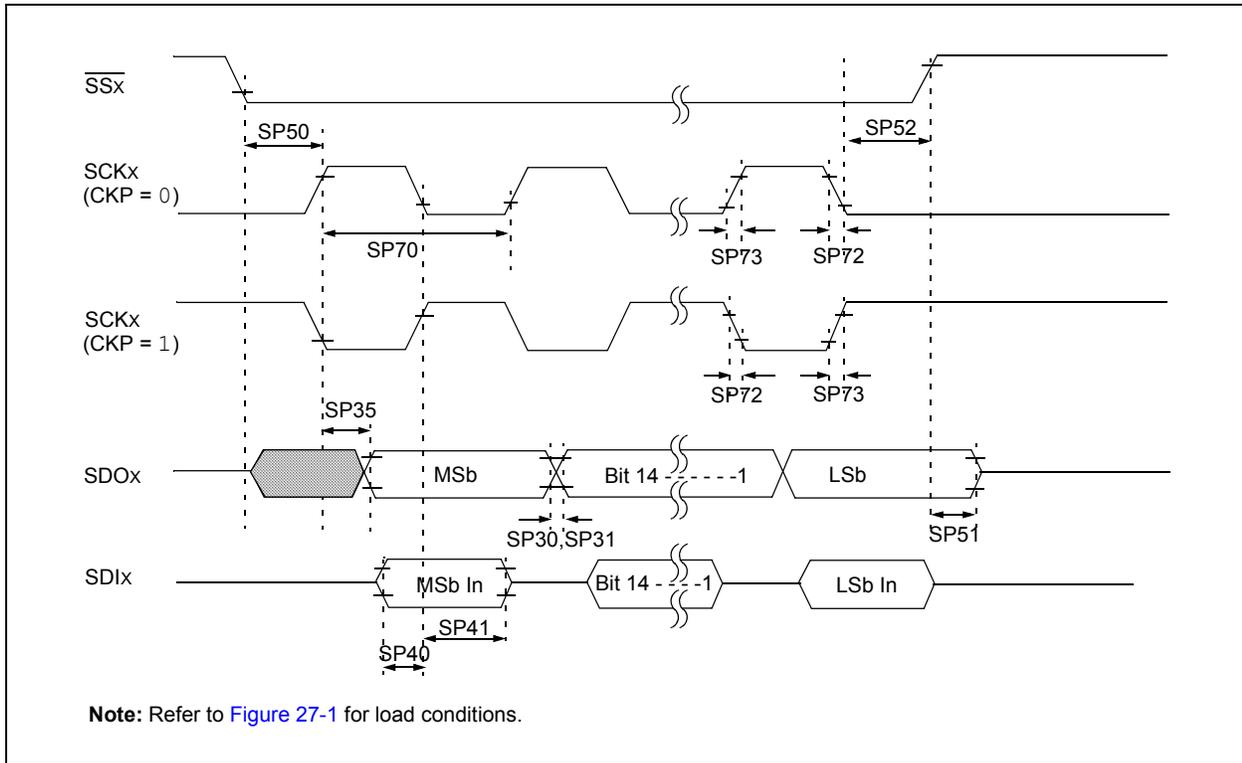 SSx
SP50
SP52
SCKx
(CKP = 0)
SP70
SP73
SP72
SCKx
(CKP = 1)
SP72
SP73
SP35
SDOx
MSb
Bit 14 - - - - - -1
LSb
SP30,SP31
SP51
SDIx
MSb In
Bit 14 - - - -1
LSb In
SP41
SP40
Note: Refer to Figure 27-1 for load conditions.